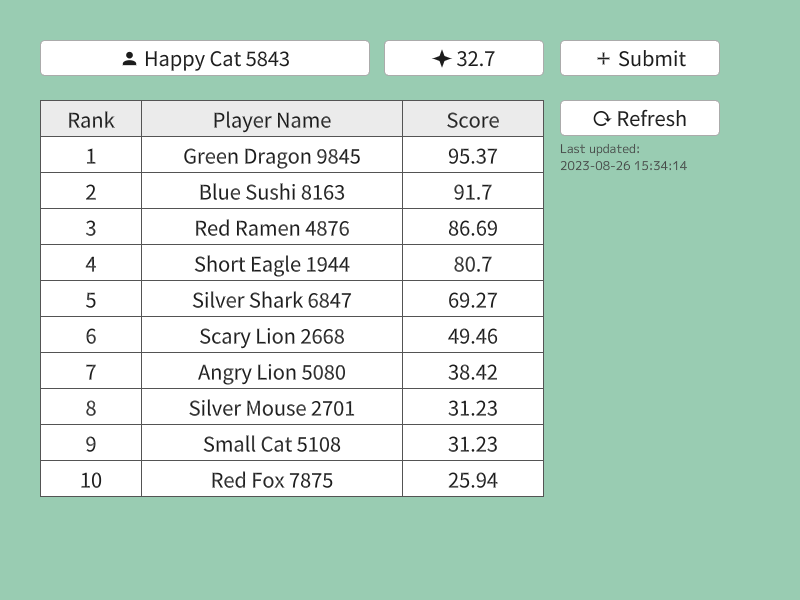 Happy Cat 5843 32.7 + Submit
Rank Player Name Score Refresh
Last updated:
2023-08-26 15:34:14
1 Green Dragon 9845 95.37
2 Blue Sushi 8163 91.7
3 Red Ramen 4876 86.69
4 Short Eagle 1944 80.7
5 Silver Shark 6847 69.27
6 Scary Lion 2668 49.46
7 Angry Lion 5080 38.42
8 Silver Mouse 2701 31.23
9 Small Cat 5108 31.23
10 Red Fox 7875 25.94